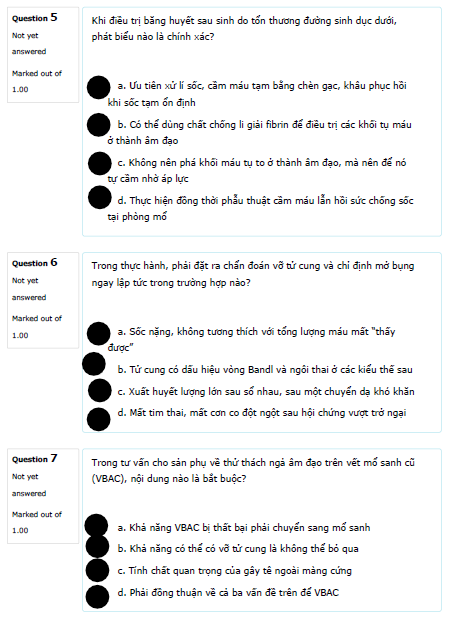 Question 5
Not yet
answered
Marked out of
1.00
Khi điều trị băng huyết sau sinh do tổn thương đường sinh dục dưới,
phát biểu nào là chính xác?
a. Ưu tiên xử lí sốc, cầm máu tạm bằng chèn gạc, khâu phục hồi
khi sốc tạm ổn định
b. Có thể dùng chất chống li giải fibrin để điều trị các khối tụ máu
ở thành âm đạo
c. Không nên phá khối máu tụ to ở thành âm đạo, mà nên để nó
tự cầm nhờ áp lực
d. Thực hiện đồng thời phẫu thuật cầm máu lẫn hồi sức chống sốc
tại phòng mổ
Question 6
Not yet
answered
Marked out of
1.00
Trong thực hành, phải đặt ra chẩn đoán vỡ tử cung và chỉ định mở bụng
ngay lập tức trong trường hợp nào?
a. Sốc nặng, không tương thích với tổng lượng máu mất "thấy
được"
b. Tử cung có dấu hiệu vòng Bandl và ngôi thai ở các kiểu thế sau
c. Xuất huyết lượng lớn sau sổ nhau, sau một chuyển dạ khó khăn
d. Mất tim thai, mất cơn co đột ngột sau hội chứng vượt trở ngại
Question 7
Not yet
answered
Marked out of
1.00
Trong tư vấn cho sản phụ về thử thách ngả âm đạo trên vết mổ sanh cũ
(VBAC), nội dung nào là bắt buộc?
a. Khả năng VBAC bị thất bại phải chuyển sang mổ sanh
b. Khả năng có thể có vỡ tử cung là không thể bỏ qua
c. Tính chất quan trọng của gây tê ngoài màng cứng
d. Phải đồng thuận về cả ba vấn đề trên để VBAC